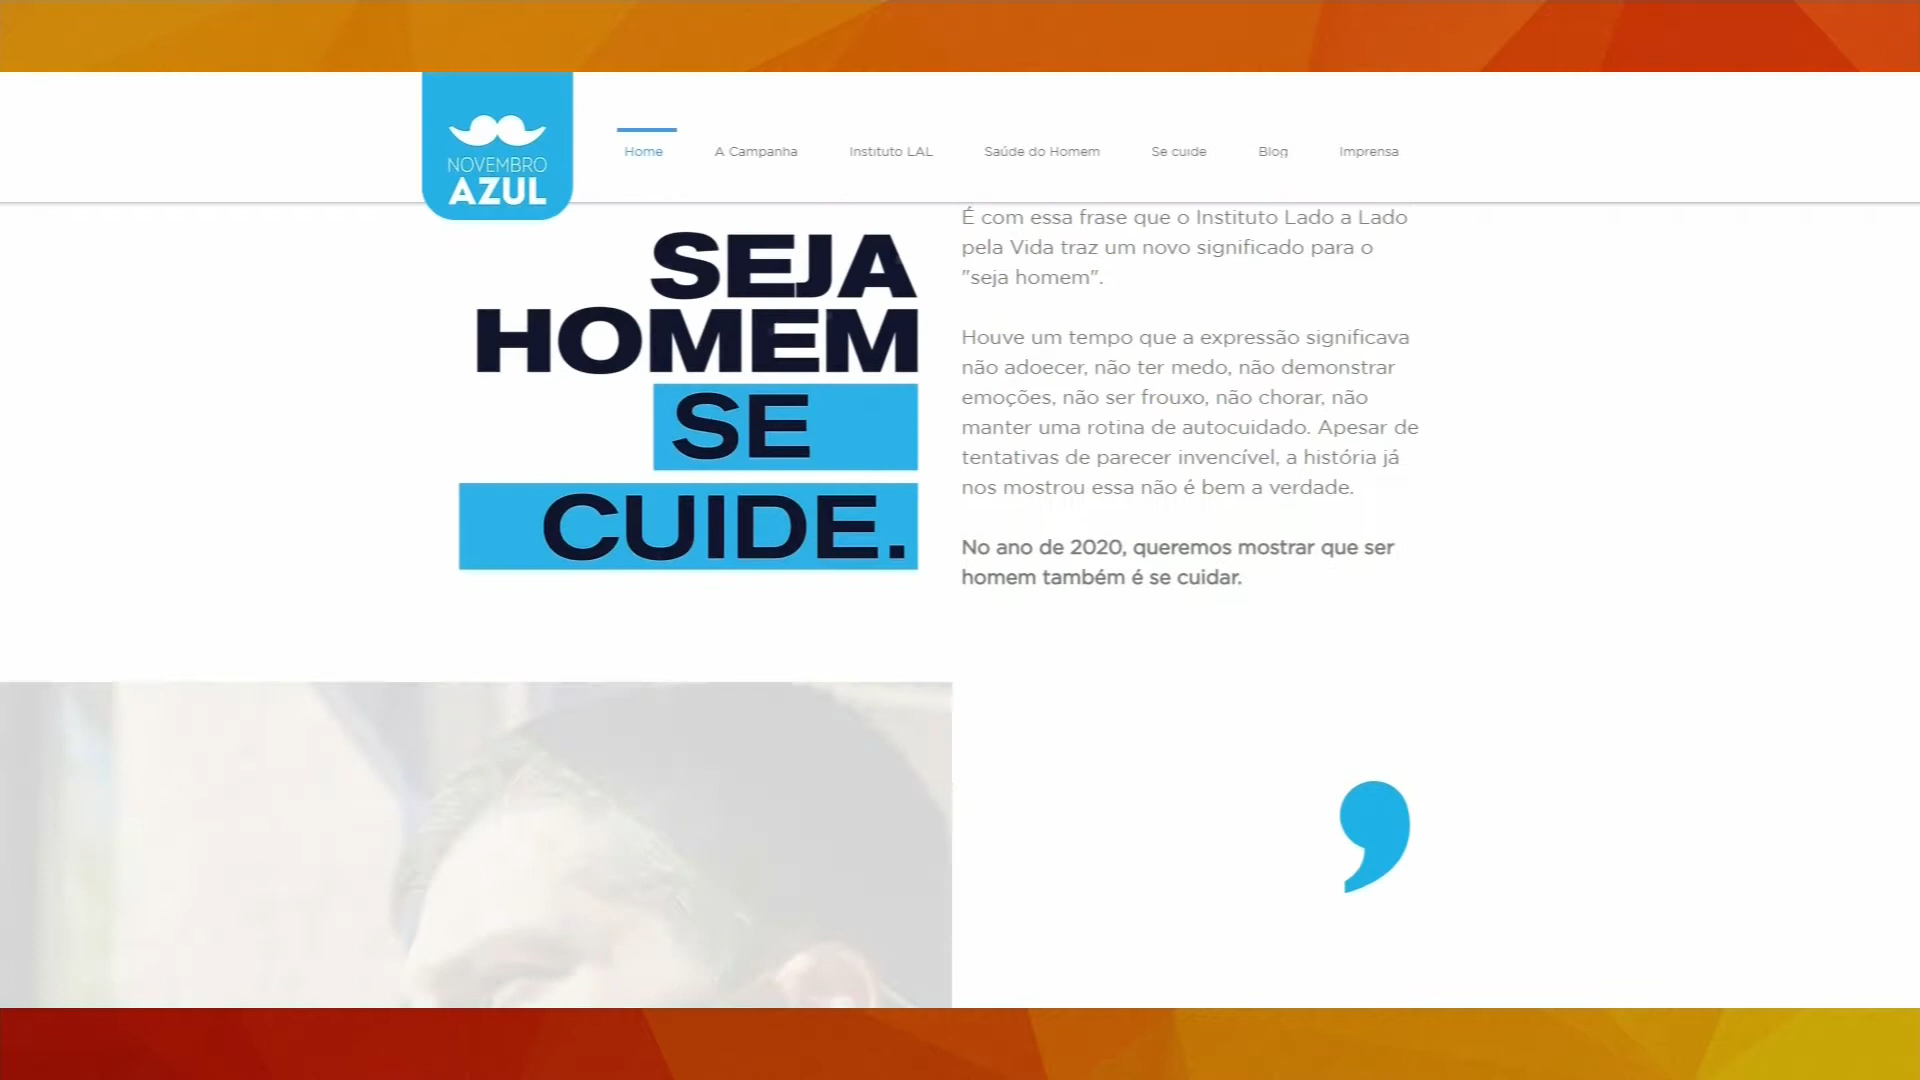 NOVEMBRO
AZUL
Home
A Campanha
Instituto LAL
Saúde do Homem
Se cuide
Blog
Imprensa
SEJA
HOMEM
SE
CUIDE.
É com essa frase que o Instituto Lado a Lado
pela Vida traz um novo significado para o
"seja homem".
Houve um tempo que a expressão significava
não adoecer, não ter medo, não demonstrar
emoções, não ser frouxo, não chorar, não
manter uma rotina de autocuidado. Apesar de
tentativas de parecer invencível, a história já
nos mostrou essa não é bem a verdade.
No ano de 2020, queremos mostrar que ser
homem também é se cuidar.